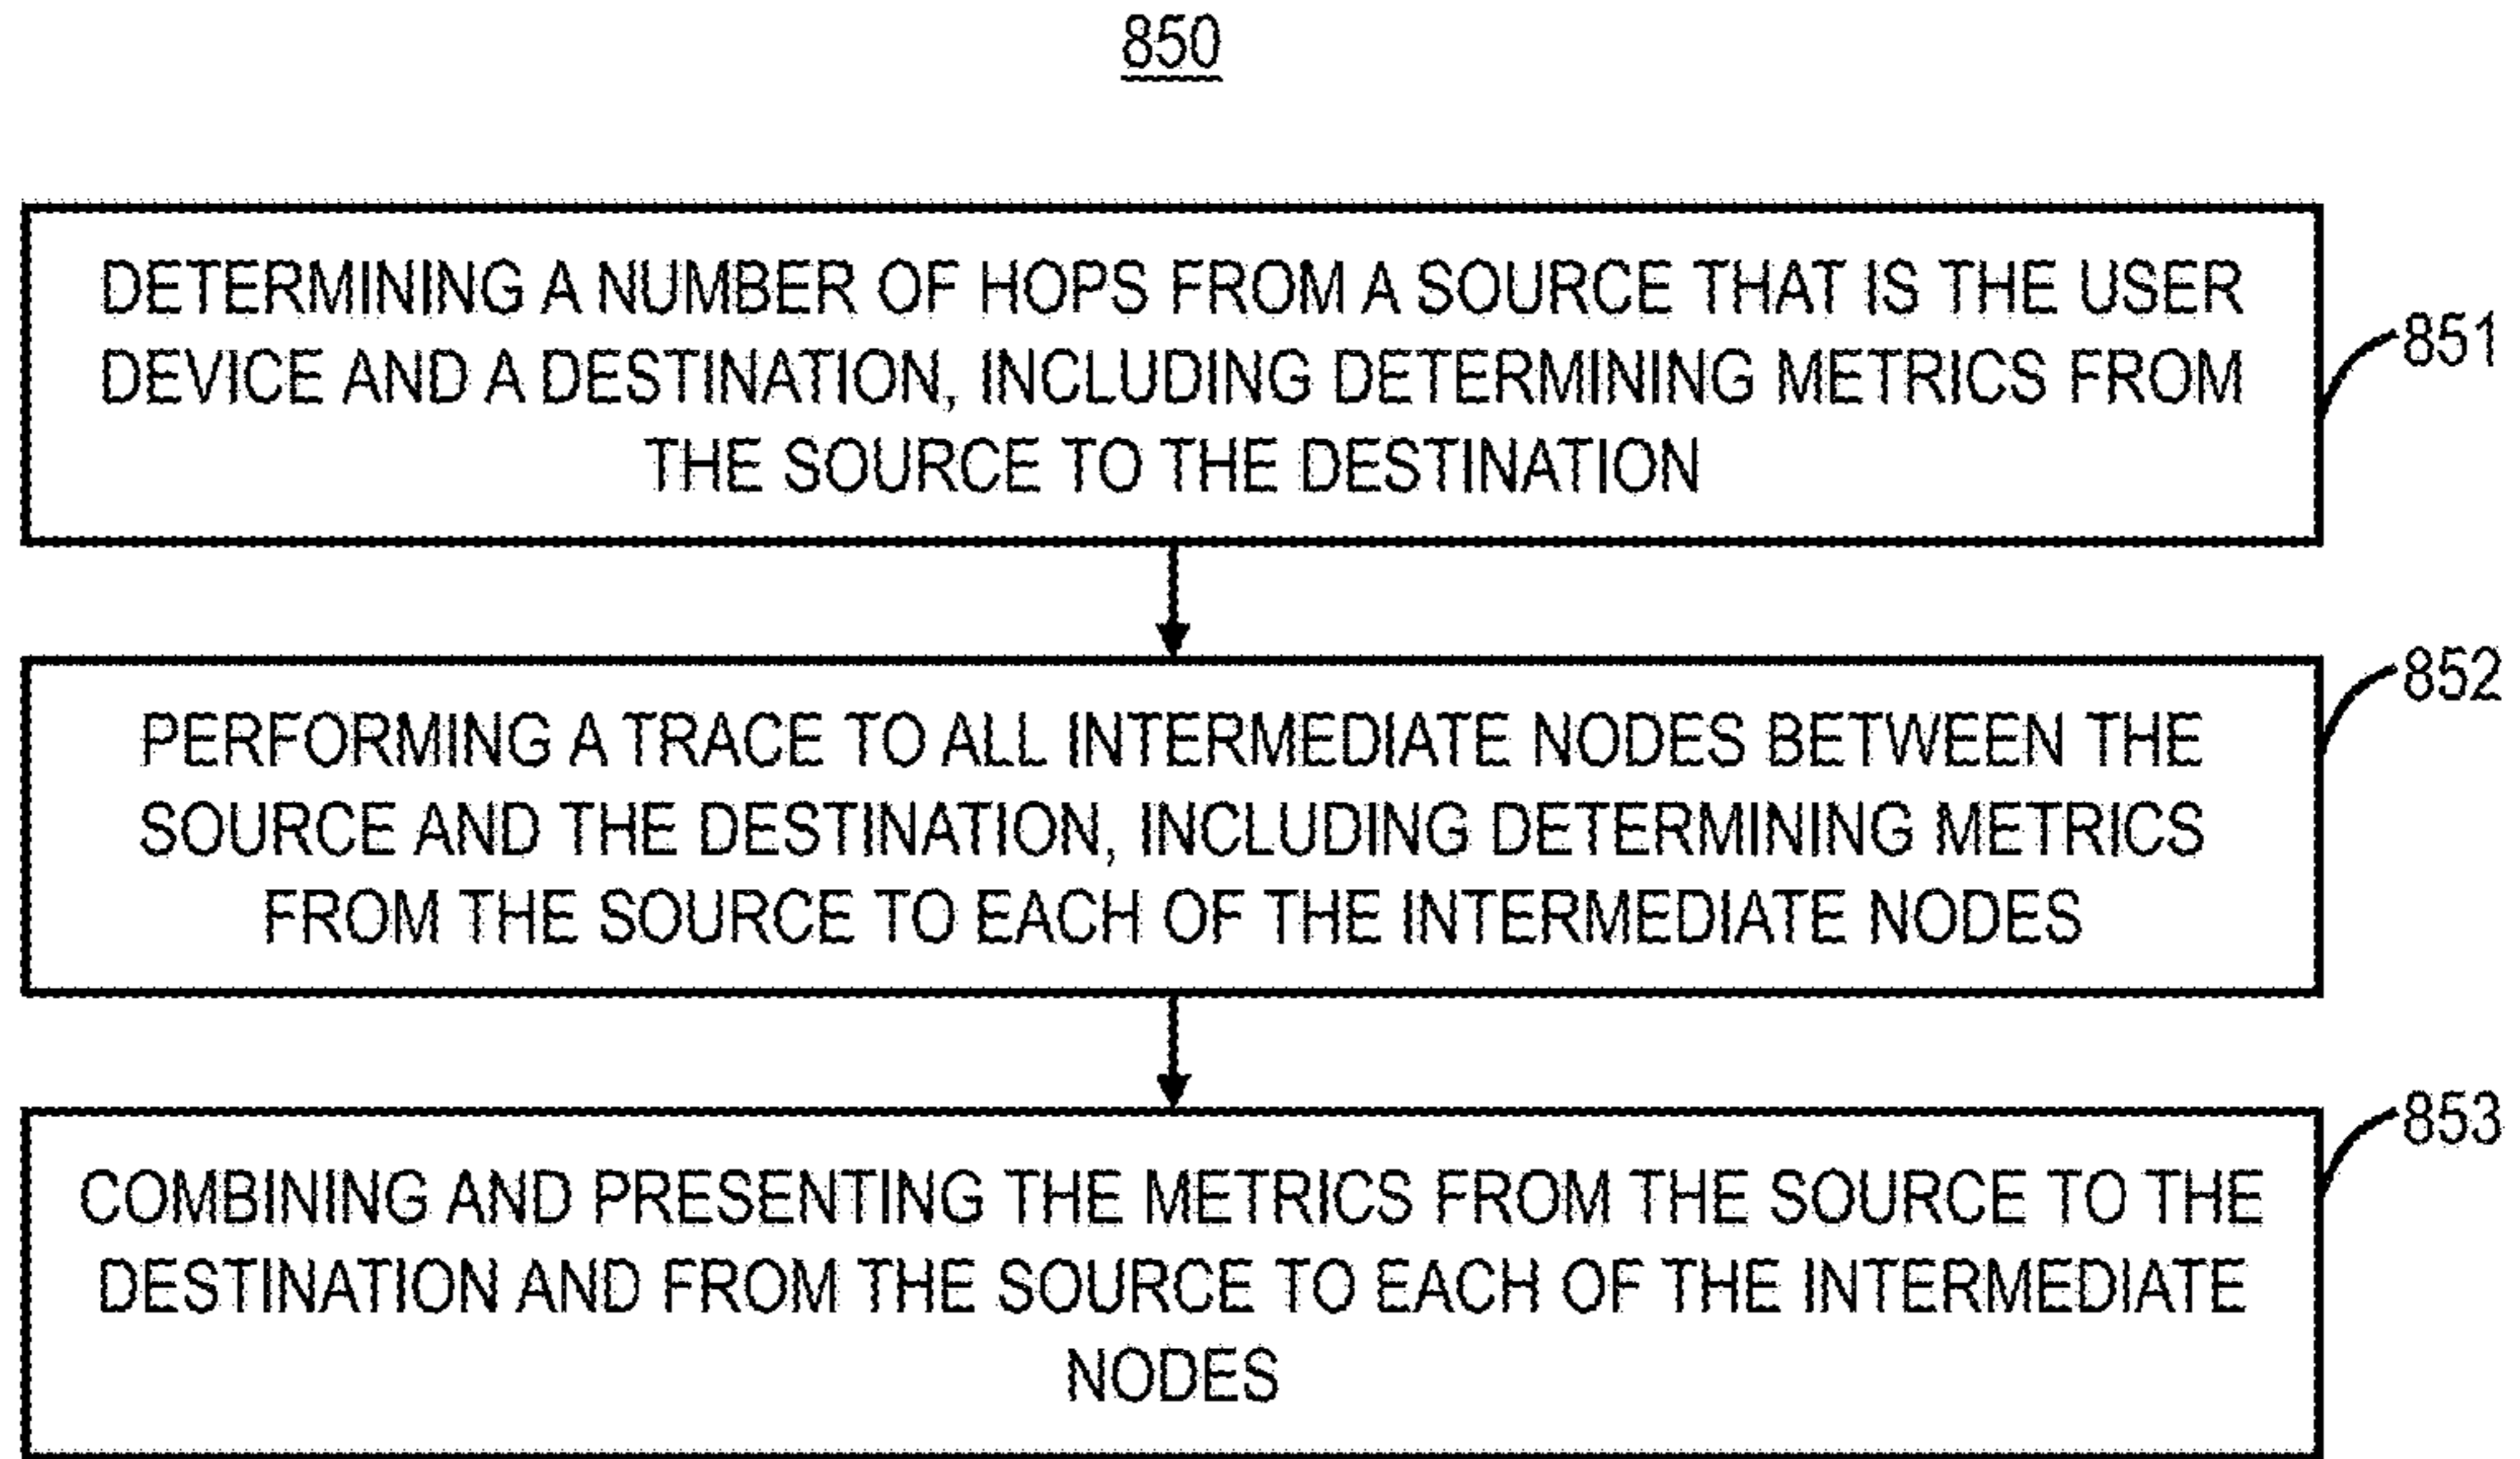 850
DETERMINING A NUMBER OF HOPS FROM A SOURCE THAT IS THE USER
DEVICE AND A DESTINATION, INCLUDING DETERMINING METRICS FROM
THE SOURCE TO THE DESTINATION
851
PERFORMING A TRACE TO ALL INTERMEDIATE NODES BETWEEN THE
SOURCE AND THE DESTINATION, INCLUDING DETERMINING METRICS
FROM THE SOURCE TO EACH OF THE INTERMEDIATE NODES
852
COMBINING AND PRESENTING THE METRICS FROM THE SOURCE TO THE
DESTINATION AND FROM THE SOURCE TO EACH OF THE INTERMEDIATE
NODES
853